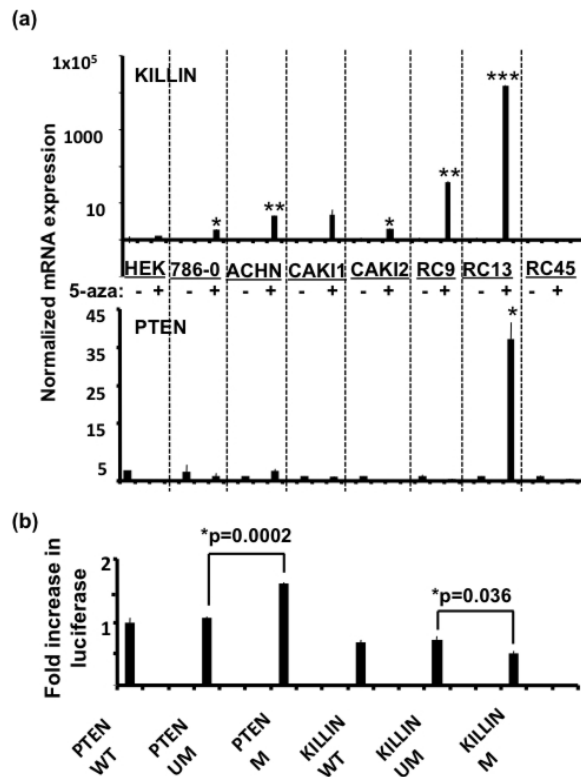 (a)
Normalized mRNA expression
1x10⁵
KILLIN
1000
10
* ** * ** ***
HEK 786-0 ACHN CAKI1 CAKI2 RC9 RC13 RC45
5-aza: - + - + - + - + - + - + - + - +
45
PTEN
*
35
25
15
5
(b)
Fold increase in luciferase
*p=0.0002
2
*p=0.036
1
0
PTEN WT
PTEN UM
PTEN M
KILLIN WT
KILLIN UM
KILLIN M